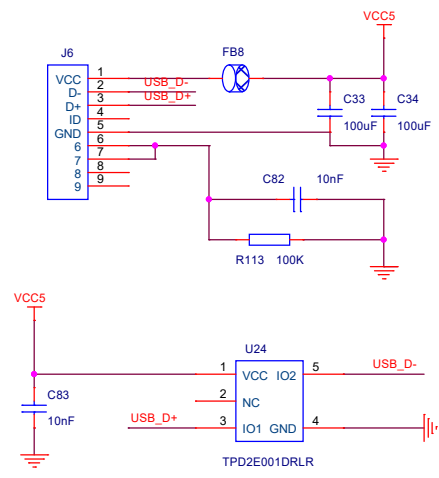 VCC5
J6
FB8
VCC 1
D- 2 USB_D-
D+ 3 USB_D+
ID 4
GND 5
6 6
7 7
8 8
9 9
C33
100uF
C34
100uF
C82 10nF
R113 100K
VCC5
C83
10nF
U24
1 VCC IO2 5 USB_D-
2 NC
USB_D+ 3 IO1 GND 4
TPD2E001DRLR